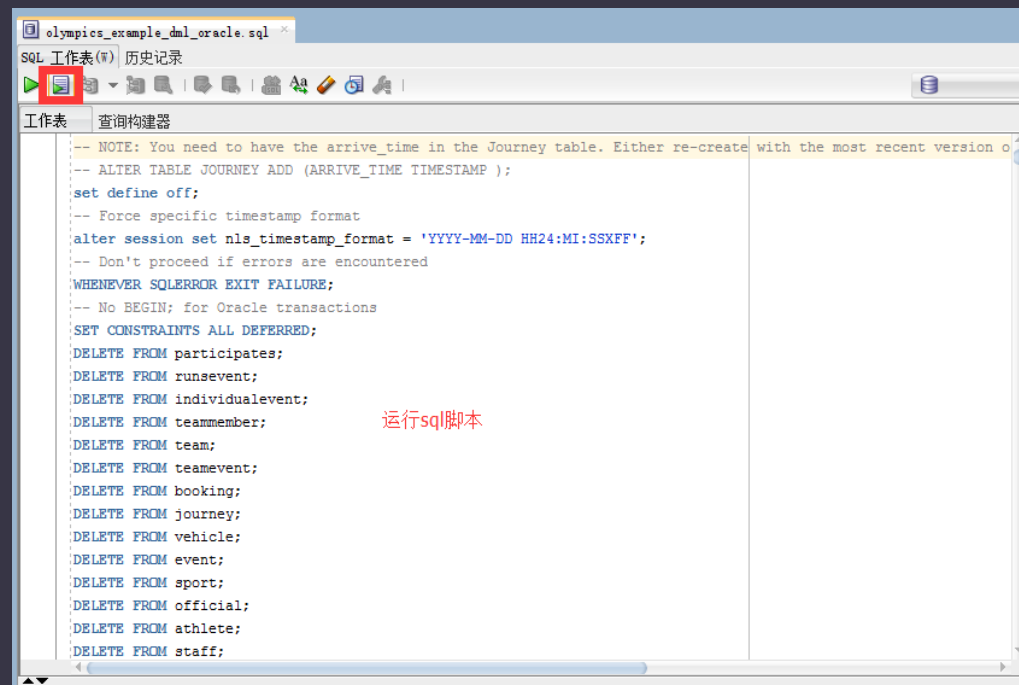 olympics_example_dml_oracle.sql
SQL 工作表(W) 历史记录
Aa
工作表 查询构建器
-- NOTE: You need to have the arrive_time in the Journey table. Either re-create with the most recent version o
-- ALTER TABLE JOURNEY ADD (ARRIVE_TIME TIMESTAMP );
set define off;
-- Force specific timestamp format
alter session set nls_timestamp_format = 'YYYY-MM-DD HH24:MI:SSXFF';
-- Don't proceed if errors are encountered
WHENEVER SQLERROR EXIT FAILURE;
-- No BEGIN; for Oracle transactions
SET CONSTRAINTS ALL DEFERRED;
DELETE FROM participates;
DELETE FROM runsevent;
DELETE FROM individualevent;
DELETE FROM teammember;
运行sql脚本
DELETE FROM team;
DELETE FROM teamevent;
DELETE FROM booking;
DELETE FROM journey;
DELETE FROM vehicle;
DELETE FROM event;
DELETE FROM sport;
DELETE FROM official;
DELETE FROM athlete;
DELETE FROM staff;